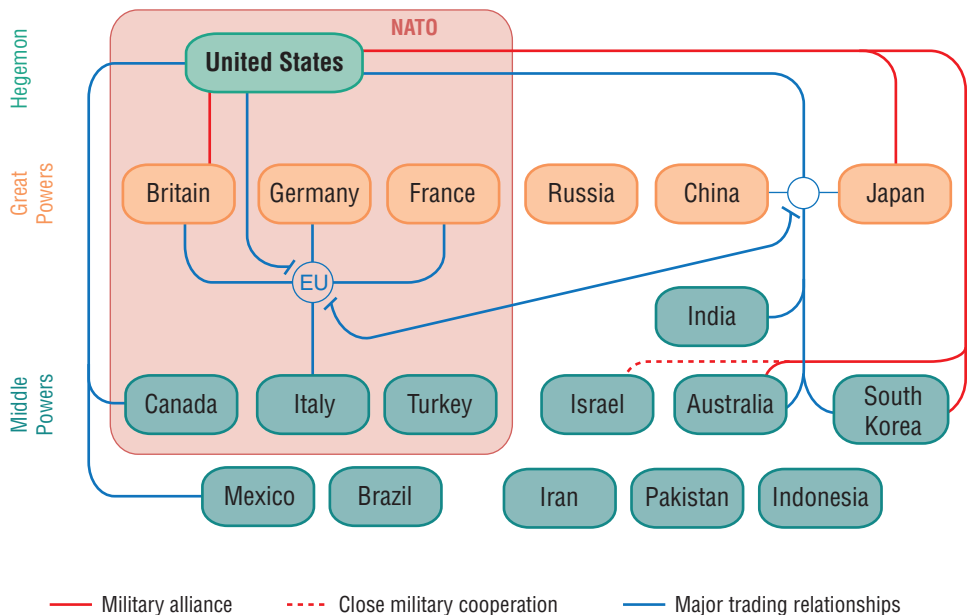 NATO
Hegemon
United States
Great
Powers
Britain
Germany
France
Russia
China
Japan
EU
India
Middle
Powers
Canada
Italy
Turkey
Israel
Australia
South
Korea
Mexico
Brazil
Iran
Pakistan
Indonesia
Military alliance
Close military cooperation
Major trading relationships